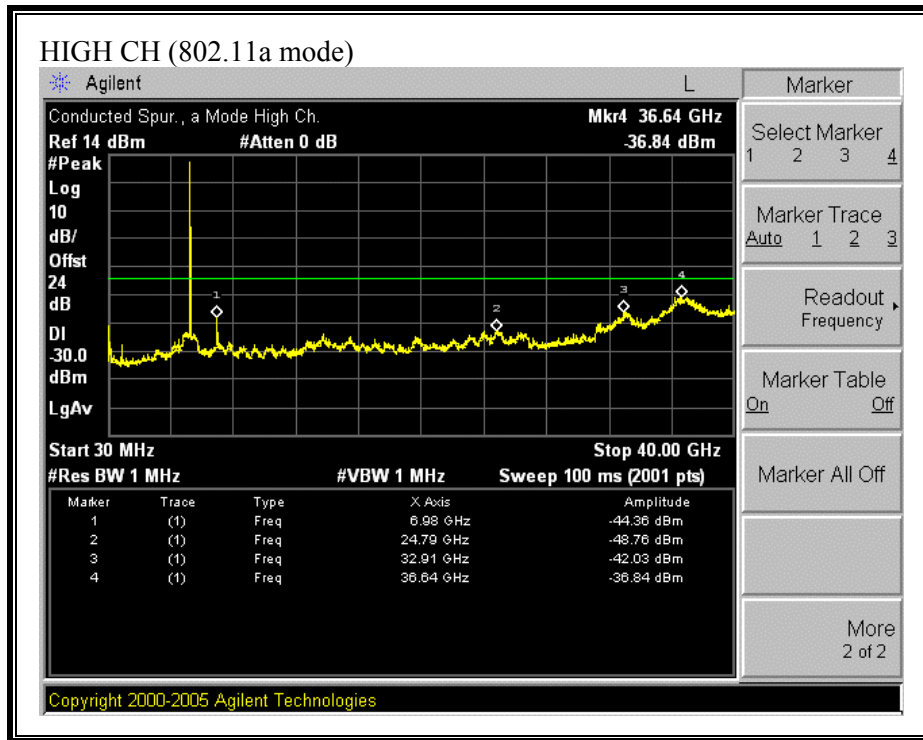 HIGH CH (802.11a mode)
Agilent L
Conducted Spur., a Mode High Ch. Mkr4 36.64 GHz
Ref 14 dBm #Atten 0 dB -36.84 dBm
#Peak
Log
10
dB/
Offst
24
dB
DI
-30.0
dBm
LgAv
1
2
3
4
Start 30 MHz Stop 40.00 GHz
#Res BW 1 MHz #VBW 1 MHz Sweep 100 ms (2001 pts)
Marker Trace Type X Axis Amplitude
1 (1) Freq 6.98 GHz -44.36 dBm
2 (1) Freq 24.79 GHz -48.76 dBm
3 (1) Freq 32.91 GHz -42.03 dBm
4 (1) Freq 36.64 GHz -36.84 dBm
Marker
Select Marker
1 2 3 4
Marker Trace
Auto 1 2 3
Readout
Frequency
Marker Table
On Off
Marker All Off
More
2 of 2
Copyright 2000-2005 Agilent Technologies